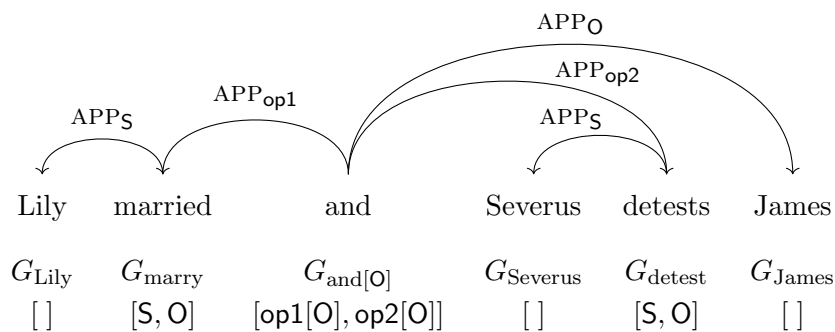 APP_O
APP_op2
APP_op1
APP_S APP_S
Lily married and Severus detests James
G_Lily G_marry G_and[O] G_Severus G_detest G_James
[ ] [S, O] [op1[O], op2[O]] [ ] [S, O] [ ]